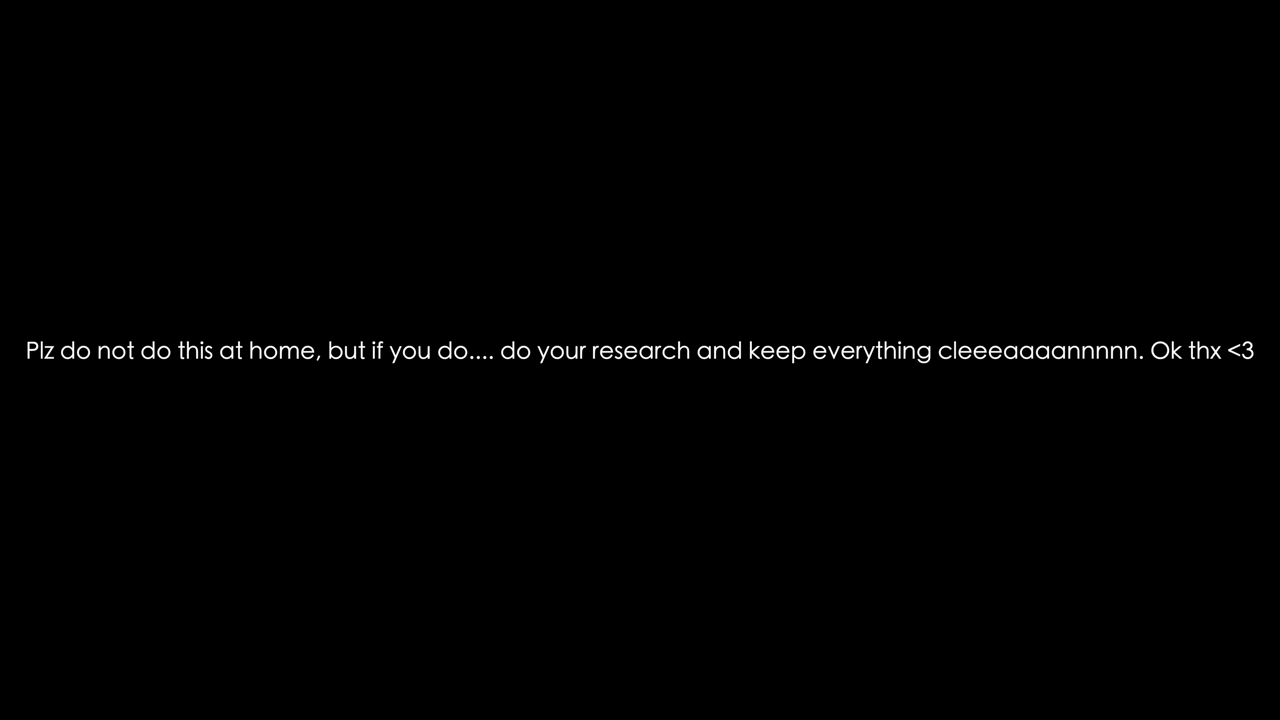 Plz do not do this at home, but if you do.... do your research and keep everything cleeeaaaannnnn. Ok thx <3